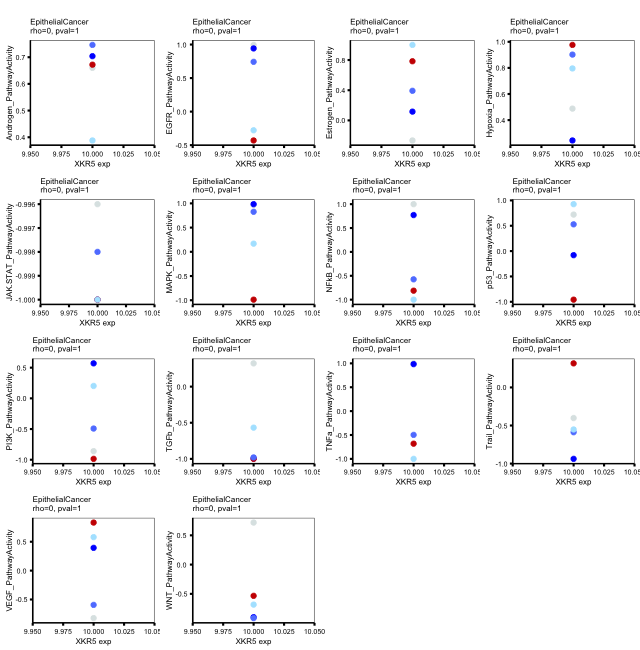 EpithelialCancer
rho=0, pval=1
Androgen_PathwayActivity
0.7
0.6
0.5
0.4
9.950 9.975 10.000 10.025 10.05
XKR5 exp
EpithelialCancer
rho=0, pval=1
EGFR_PathwayActivity
1.0
0.5
0.0
-0.5
9.950 9.975 10.000 10.025 10.05
XKR5 exp
EpithelialCancer
rho=0, pval=1
Estrogen_PathwayActivity
1.0
0.5
0.0
9.950 9.975 10.000 10.025 10.05
XKR5 exp
EpithelialCancer
rho=0, pval=1
Hypoxia_PathwayActivity
1.0
0.8
0.6
0.4
9.950 9.975 10.000 10.025 10.05
XKR5 exp
EpithelialCancer
rho=0, pval=1
JAK.STAT_PathwayActivity
-0.996
-0.997
-0.998
-0.999
-1.000
9.950 9.975 10.000 10.025 10.05
XKR5 exp
EpithelialCancer
rho=0, pval=1
MAPK_PathwayActivity
1.0
0.5
0.0
-0.5
-1.0
9.950 9.975 10.000 10.025 10.05
XKR5 exp
EpithelialCancer
rho=0, pval=1
NFkB_PathwayActivity
1.0
0.5
0.0
-0.5
-1.0
9.950 9.975 10.000 10.025 10.05
XKR5 exp
EpithelialCancer
rho=0, pval=1
p53_PathwayActivity
1.0
0.5
0.0
-0.5
-1.0
9.950 9.975 10.000 10.025 10.05
XKR5 exp
EpithelialCancer
rho=0, pval=1
PI3K_PathwayActivity
0.5
0.0
-0.5
-1.0
9.950 9.975 10.000 10.025 10.05
XKR5 exp
EpithelialCancer
rho=0, pval=1
TGFb_PathwayActivity
0.0
-0.5
-1.0
9.950 9.975 10.000 10.025 10.05
XKR5 exp
EpithelialCancer
rho=0, pval=1
TNFa_PathwayActivity
1.0
0.5
0.0
-0.5
-1.0
9.950 9.975 10.000 10.025 10.05
XKR5 exp
EpithelialCancer
rho=0, pval=1
Trail_PathwayActivity
0.0
-0.5
-1.0
9.950 9.975 10.000 10.025 10.05
XKR5 exp
EpithelialCancer
rho=0, pval=1
VEGF_PathwayActivity
0.5
0.0
-0.5
9.950 9.975 10.000 10.025 10.05
XKR5 exp
EpithelialCancer
rho=0, pval=1
WNT_PathwayActivity
0.5
0.0
-0.5
9.950 9.975 10.000 10.025 10.050
XKR5 exp